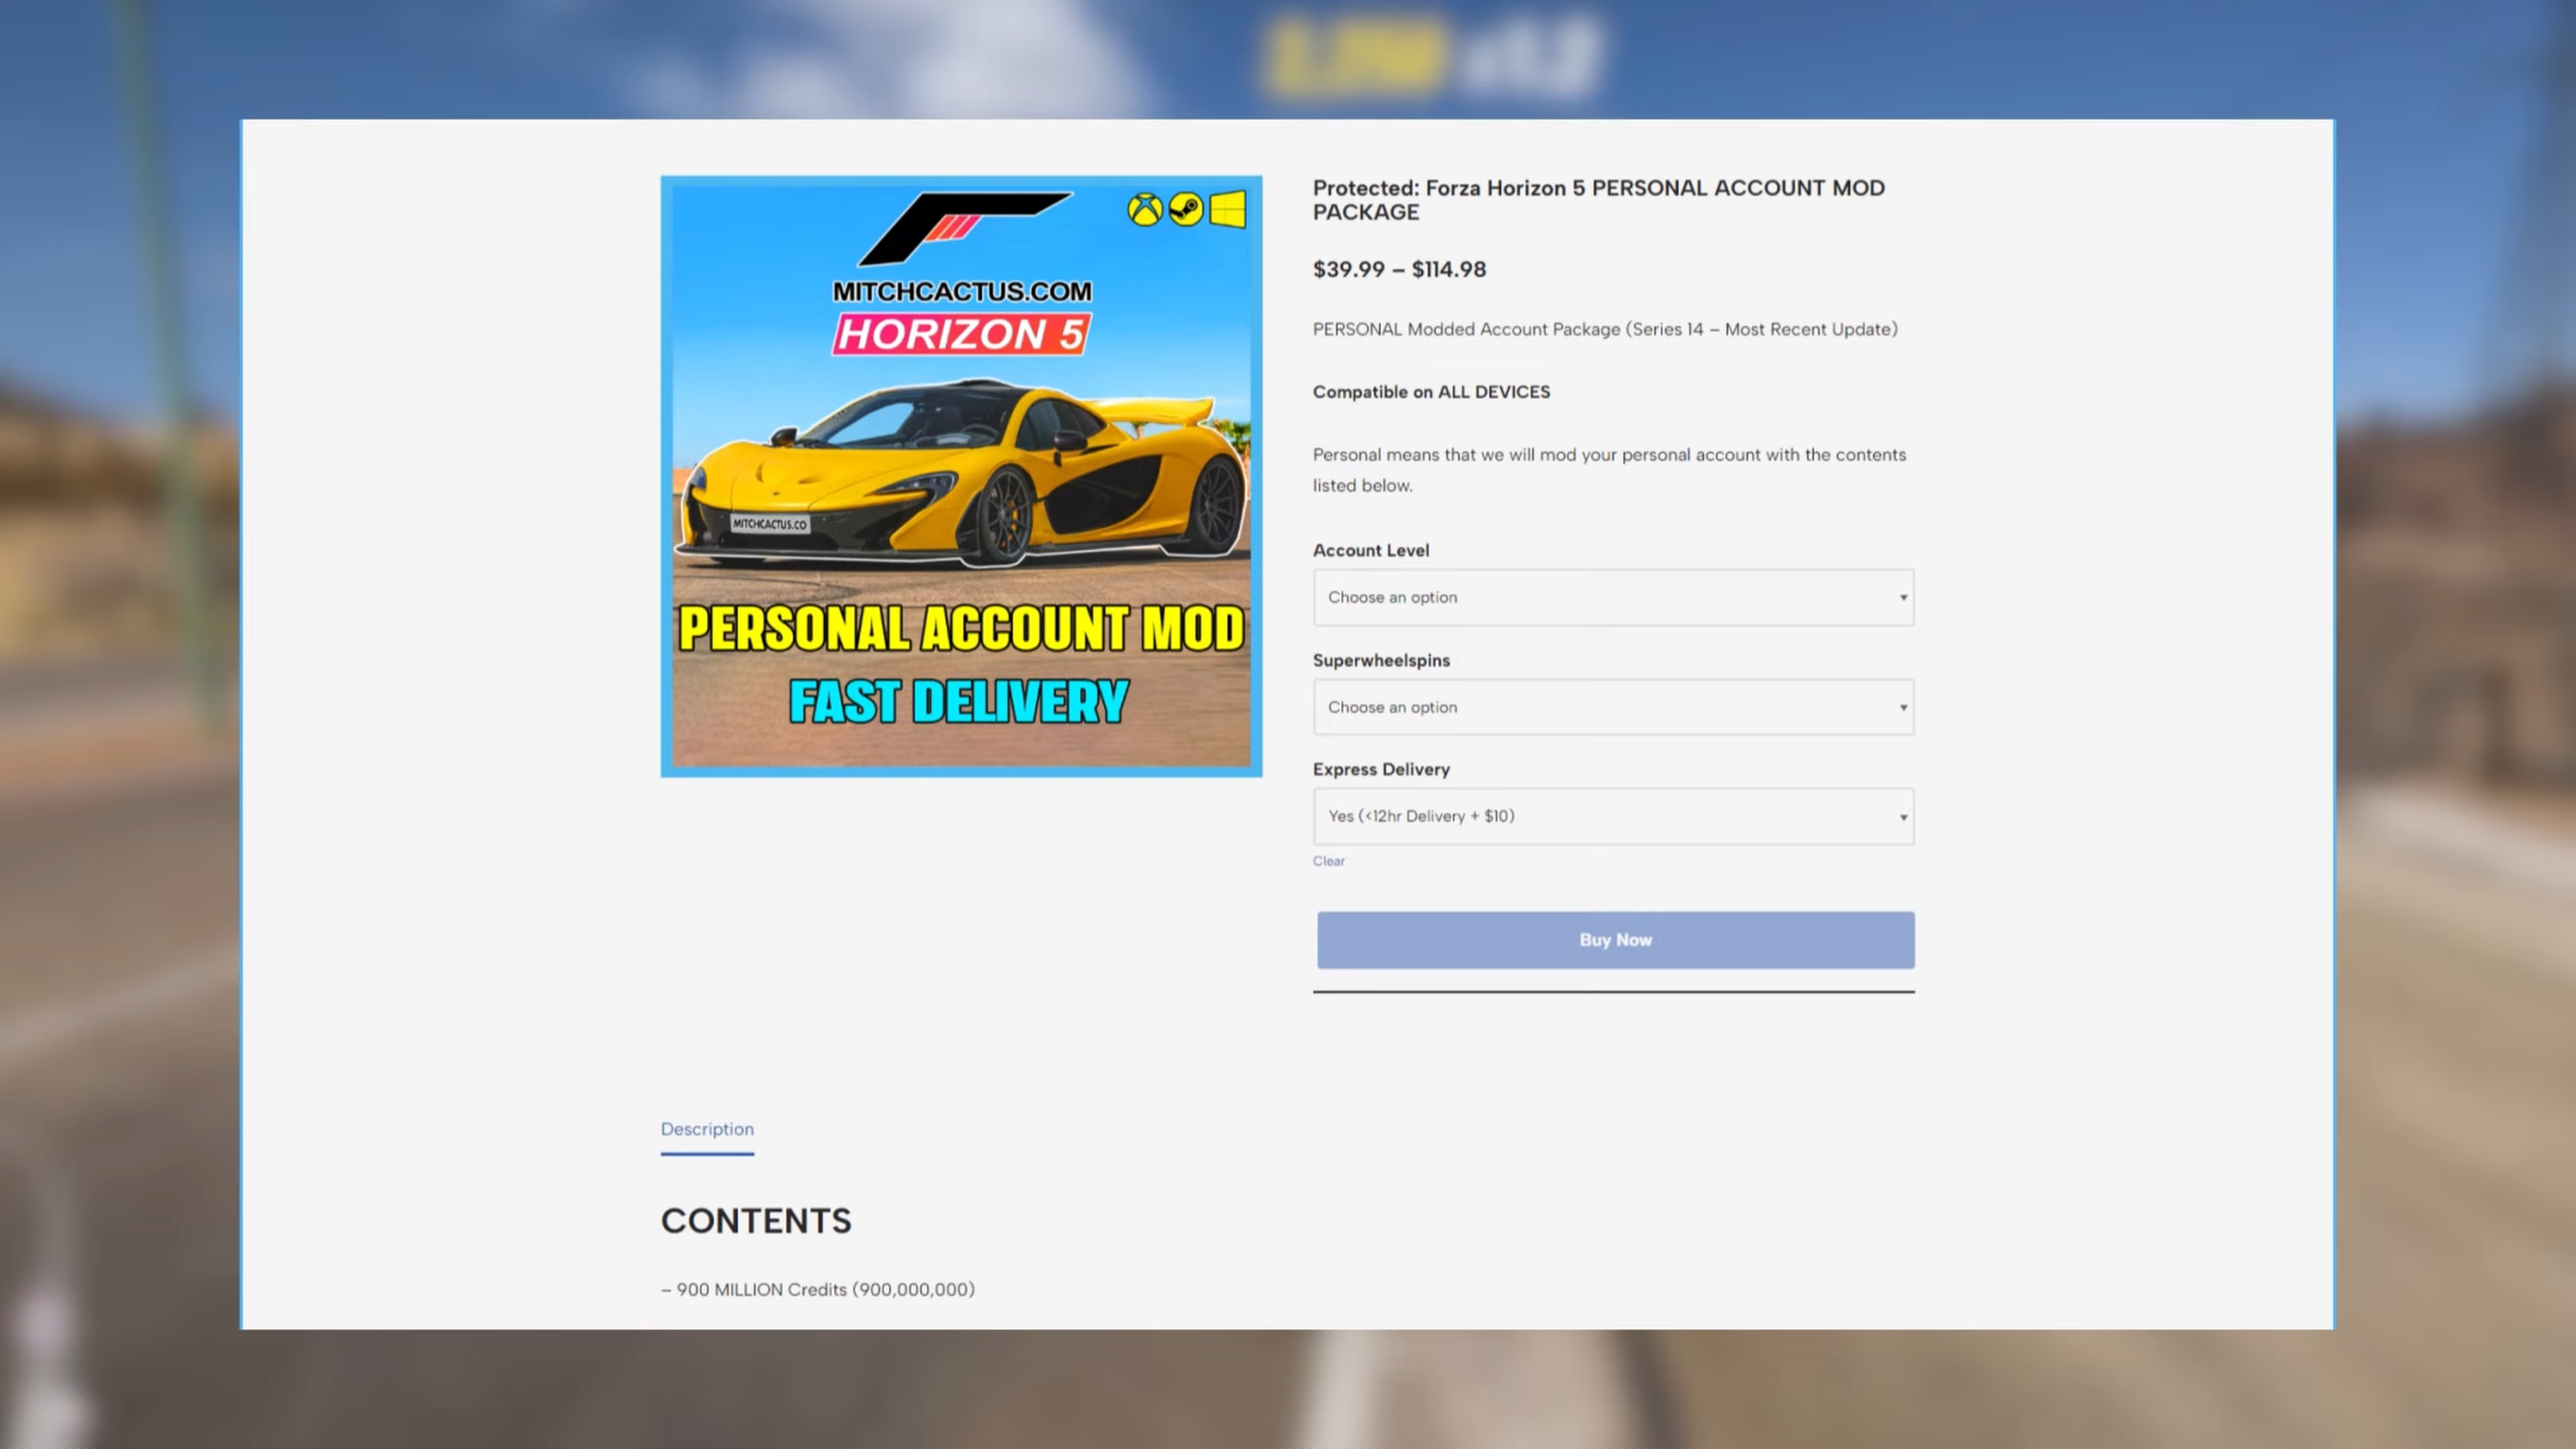 MITCHCACTUS.COM
HORIZON 5
MITCHCACTUS.CO
PERSONAL ACCOUNT MOD
FAST DELIVERY
Protected: Forza Horizon 5 PERSONAL ACCOUNT MOD
PACKAGE
$39.99 – $114.98
PERSONAL Modded Account Package (Series 14 – Most Recent Update)
Compatible on ALL DEVICES
Personal means that we will mod your personal account with the contents
listed below.
Account Level
Choose an option
Superwheelspins
Choose an option
Express Delivery
Yes (<12hr Delivery + $10)
Clear
Buy Now
Description
CONTENTS
– 900 MILLION Credits (900,000,000)